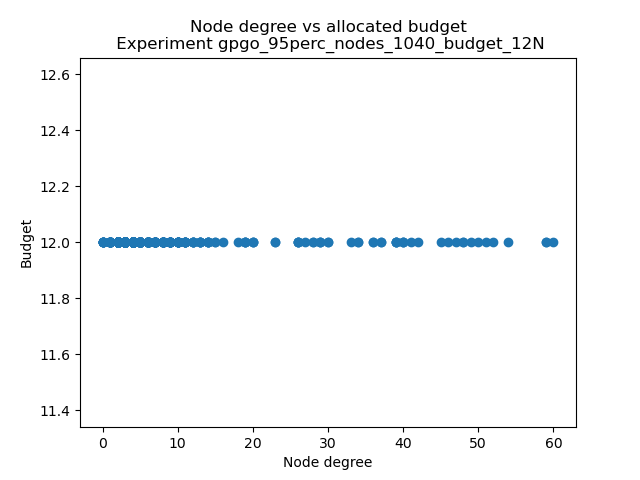 Node degree vs allocated budget
Experiment gpgo_95perc_nodes_1040_budget_12N
12.6
12.4
12.2
12.0
11.8
11.6
11.4
Budget
0 10 20 30 40 50 60
Node degree